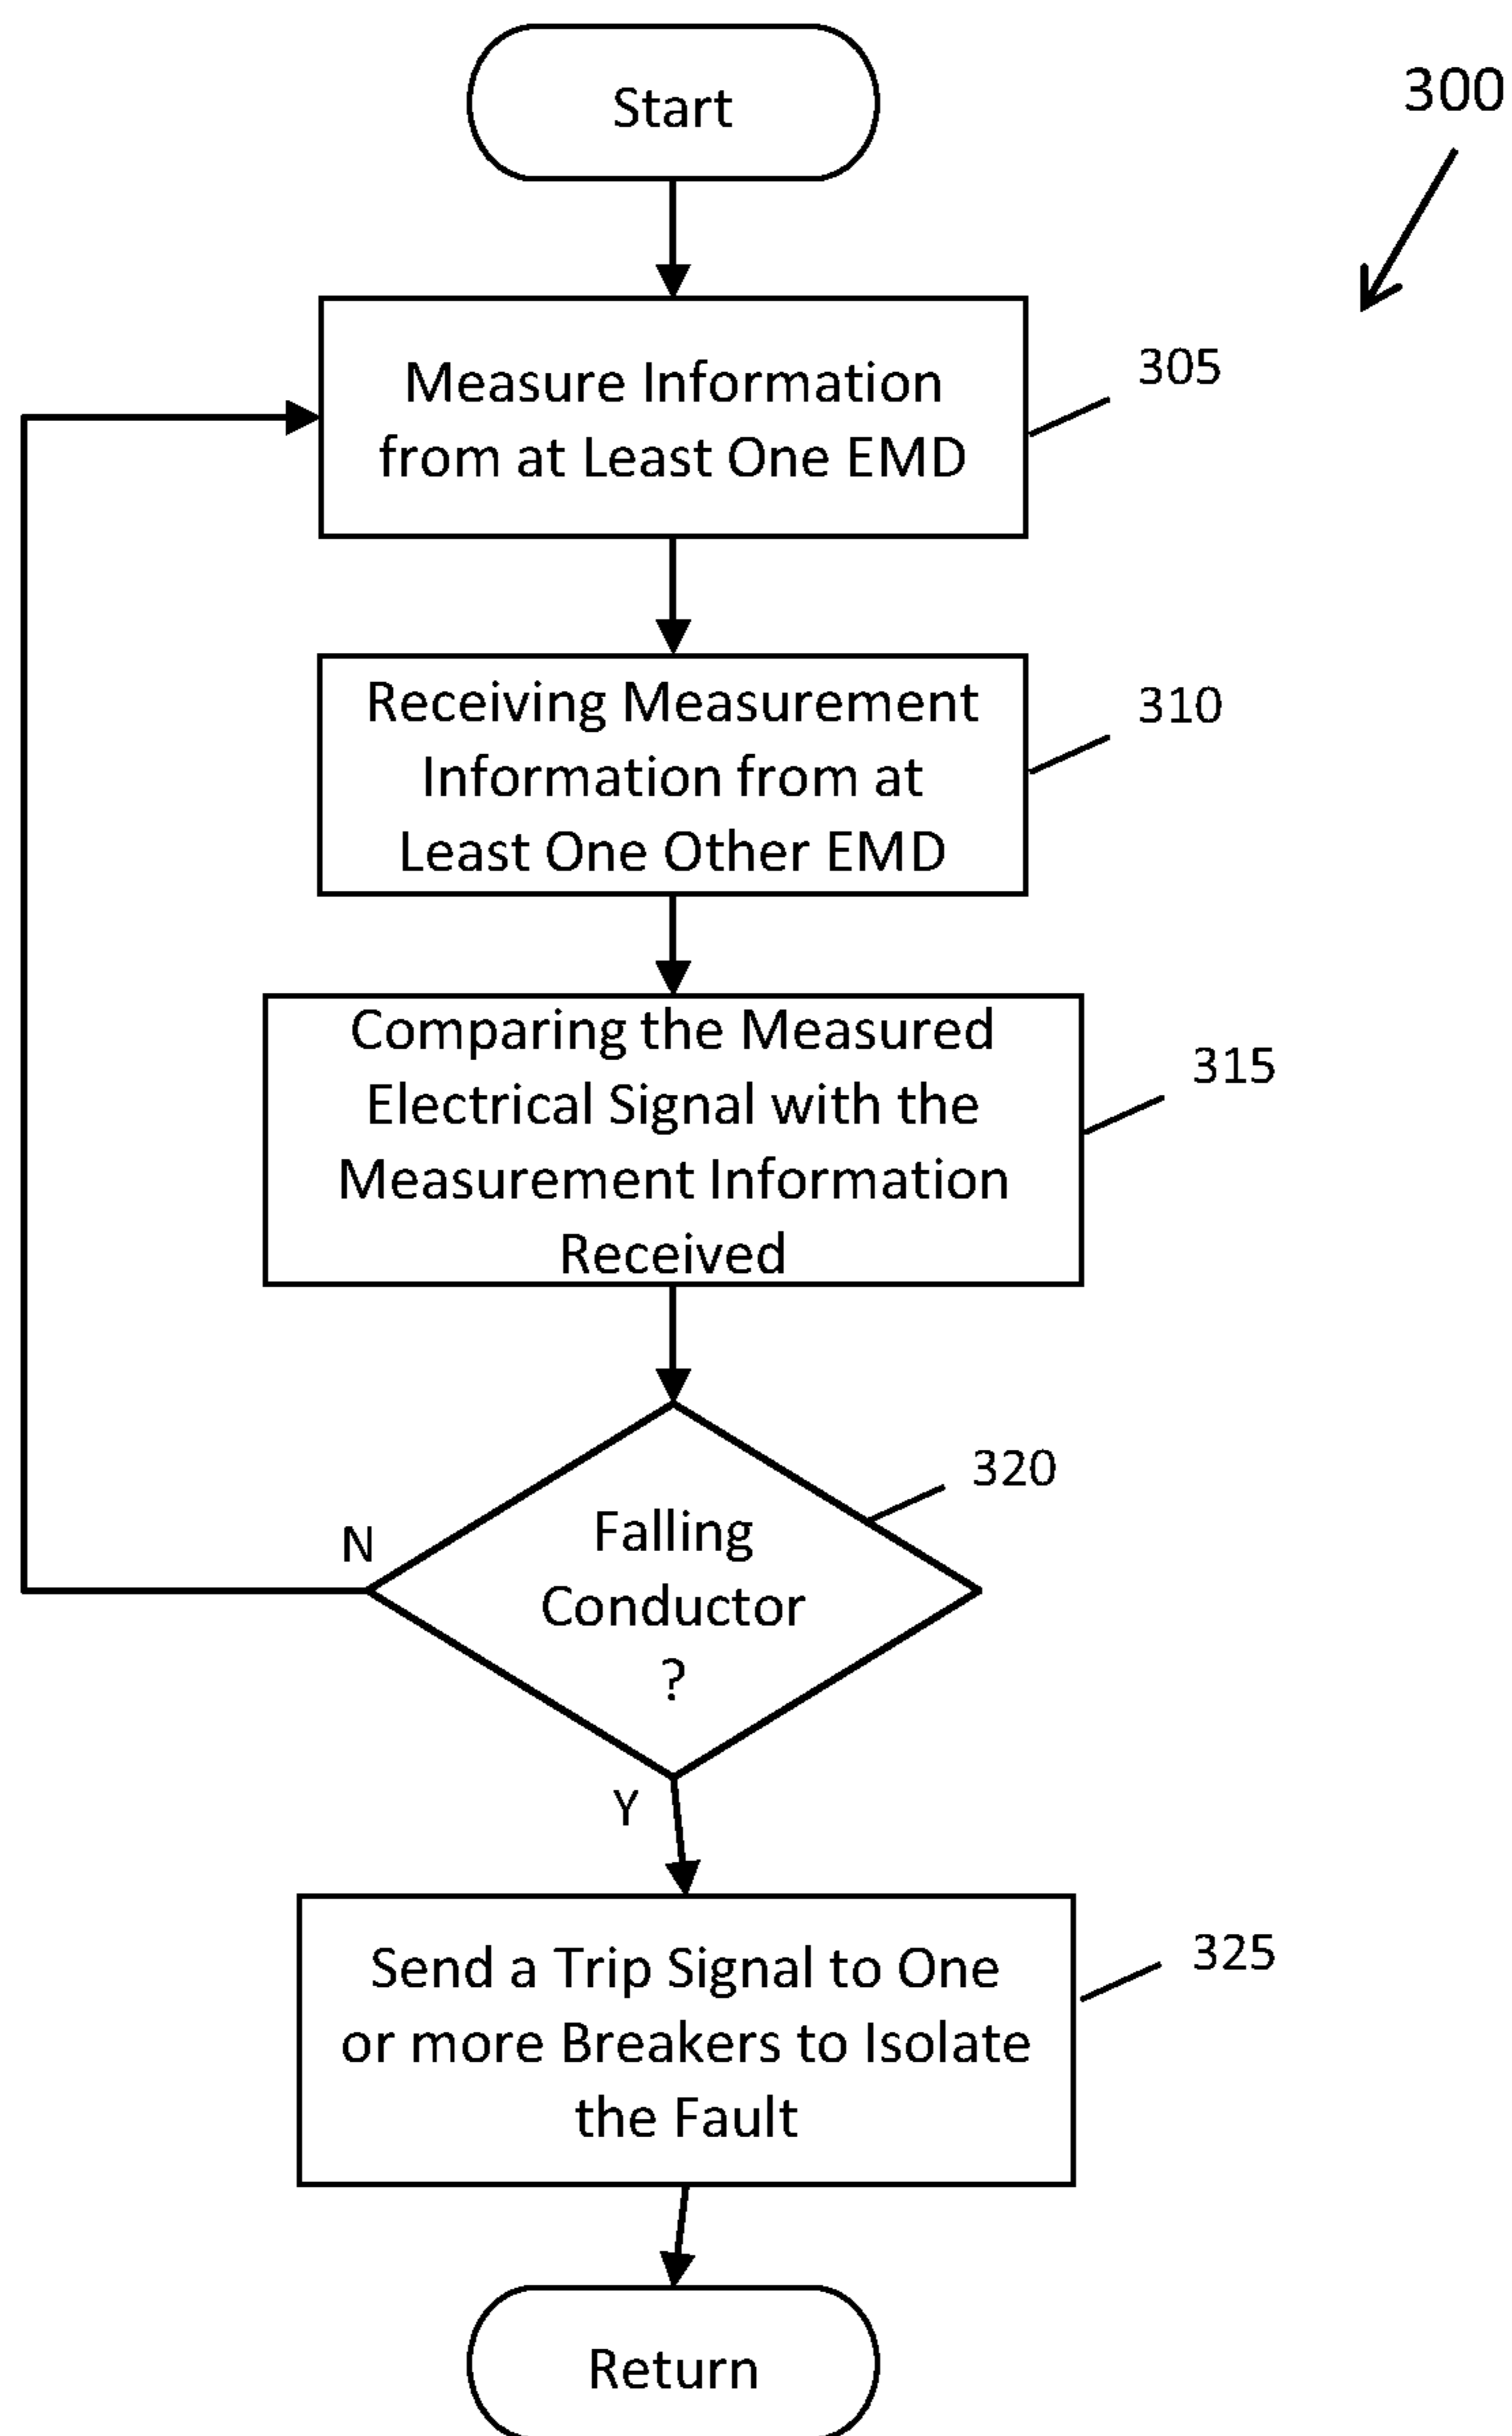 Start
300
Measure Information
from at Least One EMD
305
Receiving Measurement
Information from at
Least One Other EMD
310
Comparing the Measured
Electrical Signal with the
Measurement Information
Received
315
Falling
Conductor
?
320
N
Y
Send a Trip Signal to One
or more Breakers to Isolate
the Fault
325
Return